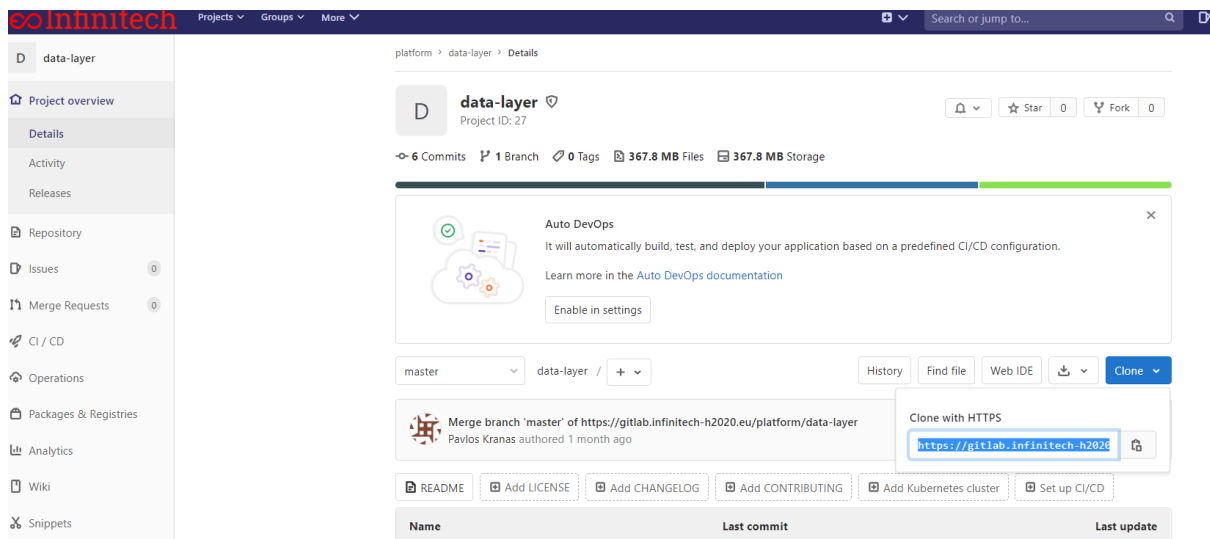 Infinitech Projects Groups More Search or jump to...
D data-layer
Project overview
Details
Activity
Releases
Repository
Issues 0
Merge Requests 0
CI / CD
Operations
Packages & Registries
Analytics
Wiki
Snippets
platform > data-layer > Details
D
data-layer
Project ID: 27
Star 0 Fork 0
6 Commits 1 Branch 0 Tags 367.8 MB Files 367.8 MB Storage
Auto DevOps
It will automatically build, test, and deploy your application based on a predefined CI/CD configuration.
Learn more in the Auto DevOps documentation
Enable in settings
master data-layer / + History Find file Web IDE Clone
Clone with HTTPS
https://gitlab.infinitech-h2020
Merge branch 'master' of https://gitlab.infinitech-h2020.eu/platform/data-layer
Pavlos Kranas authored 1 month ago
README Add LICENSE Add CHANGELOG Add CONTRIBUTING Add Kubernetes cluster Set up CI/CD
Name Last commit Last update